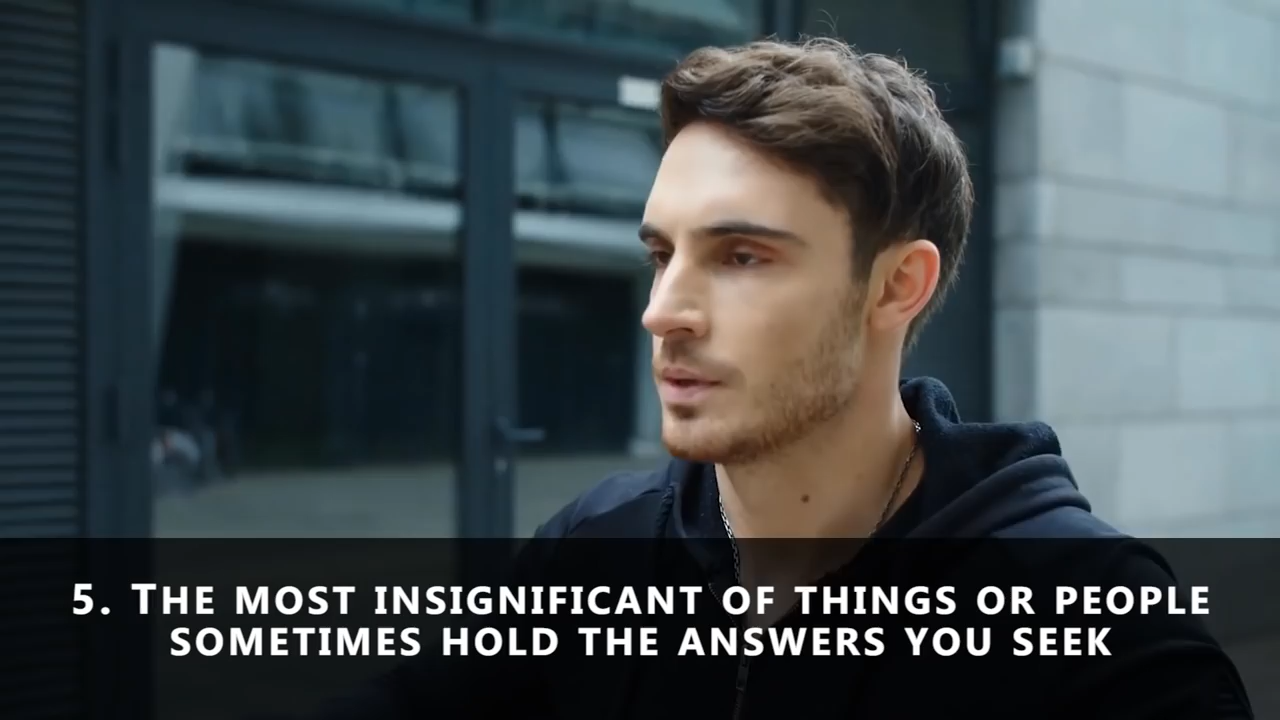 5. The most insignificant of things or people
sometimes hold the answers you seek